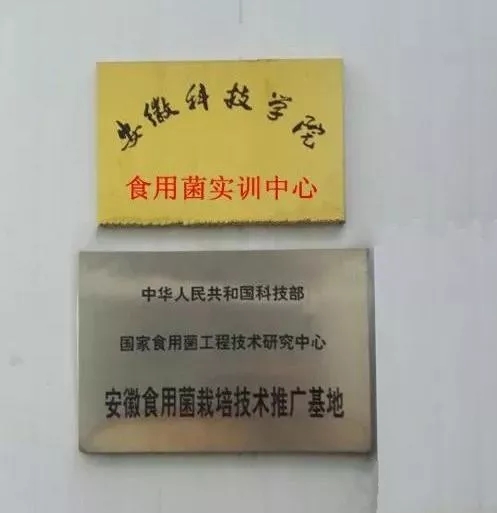 安徽科技学院
食用菌实训中心
中华人民共和国科技部
国家食用菌工程技术研究中心
安徽食用菌栽培技术推广基地